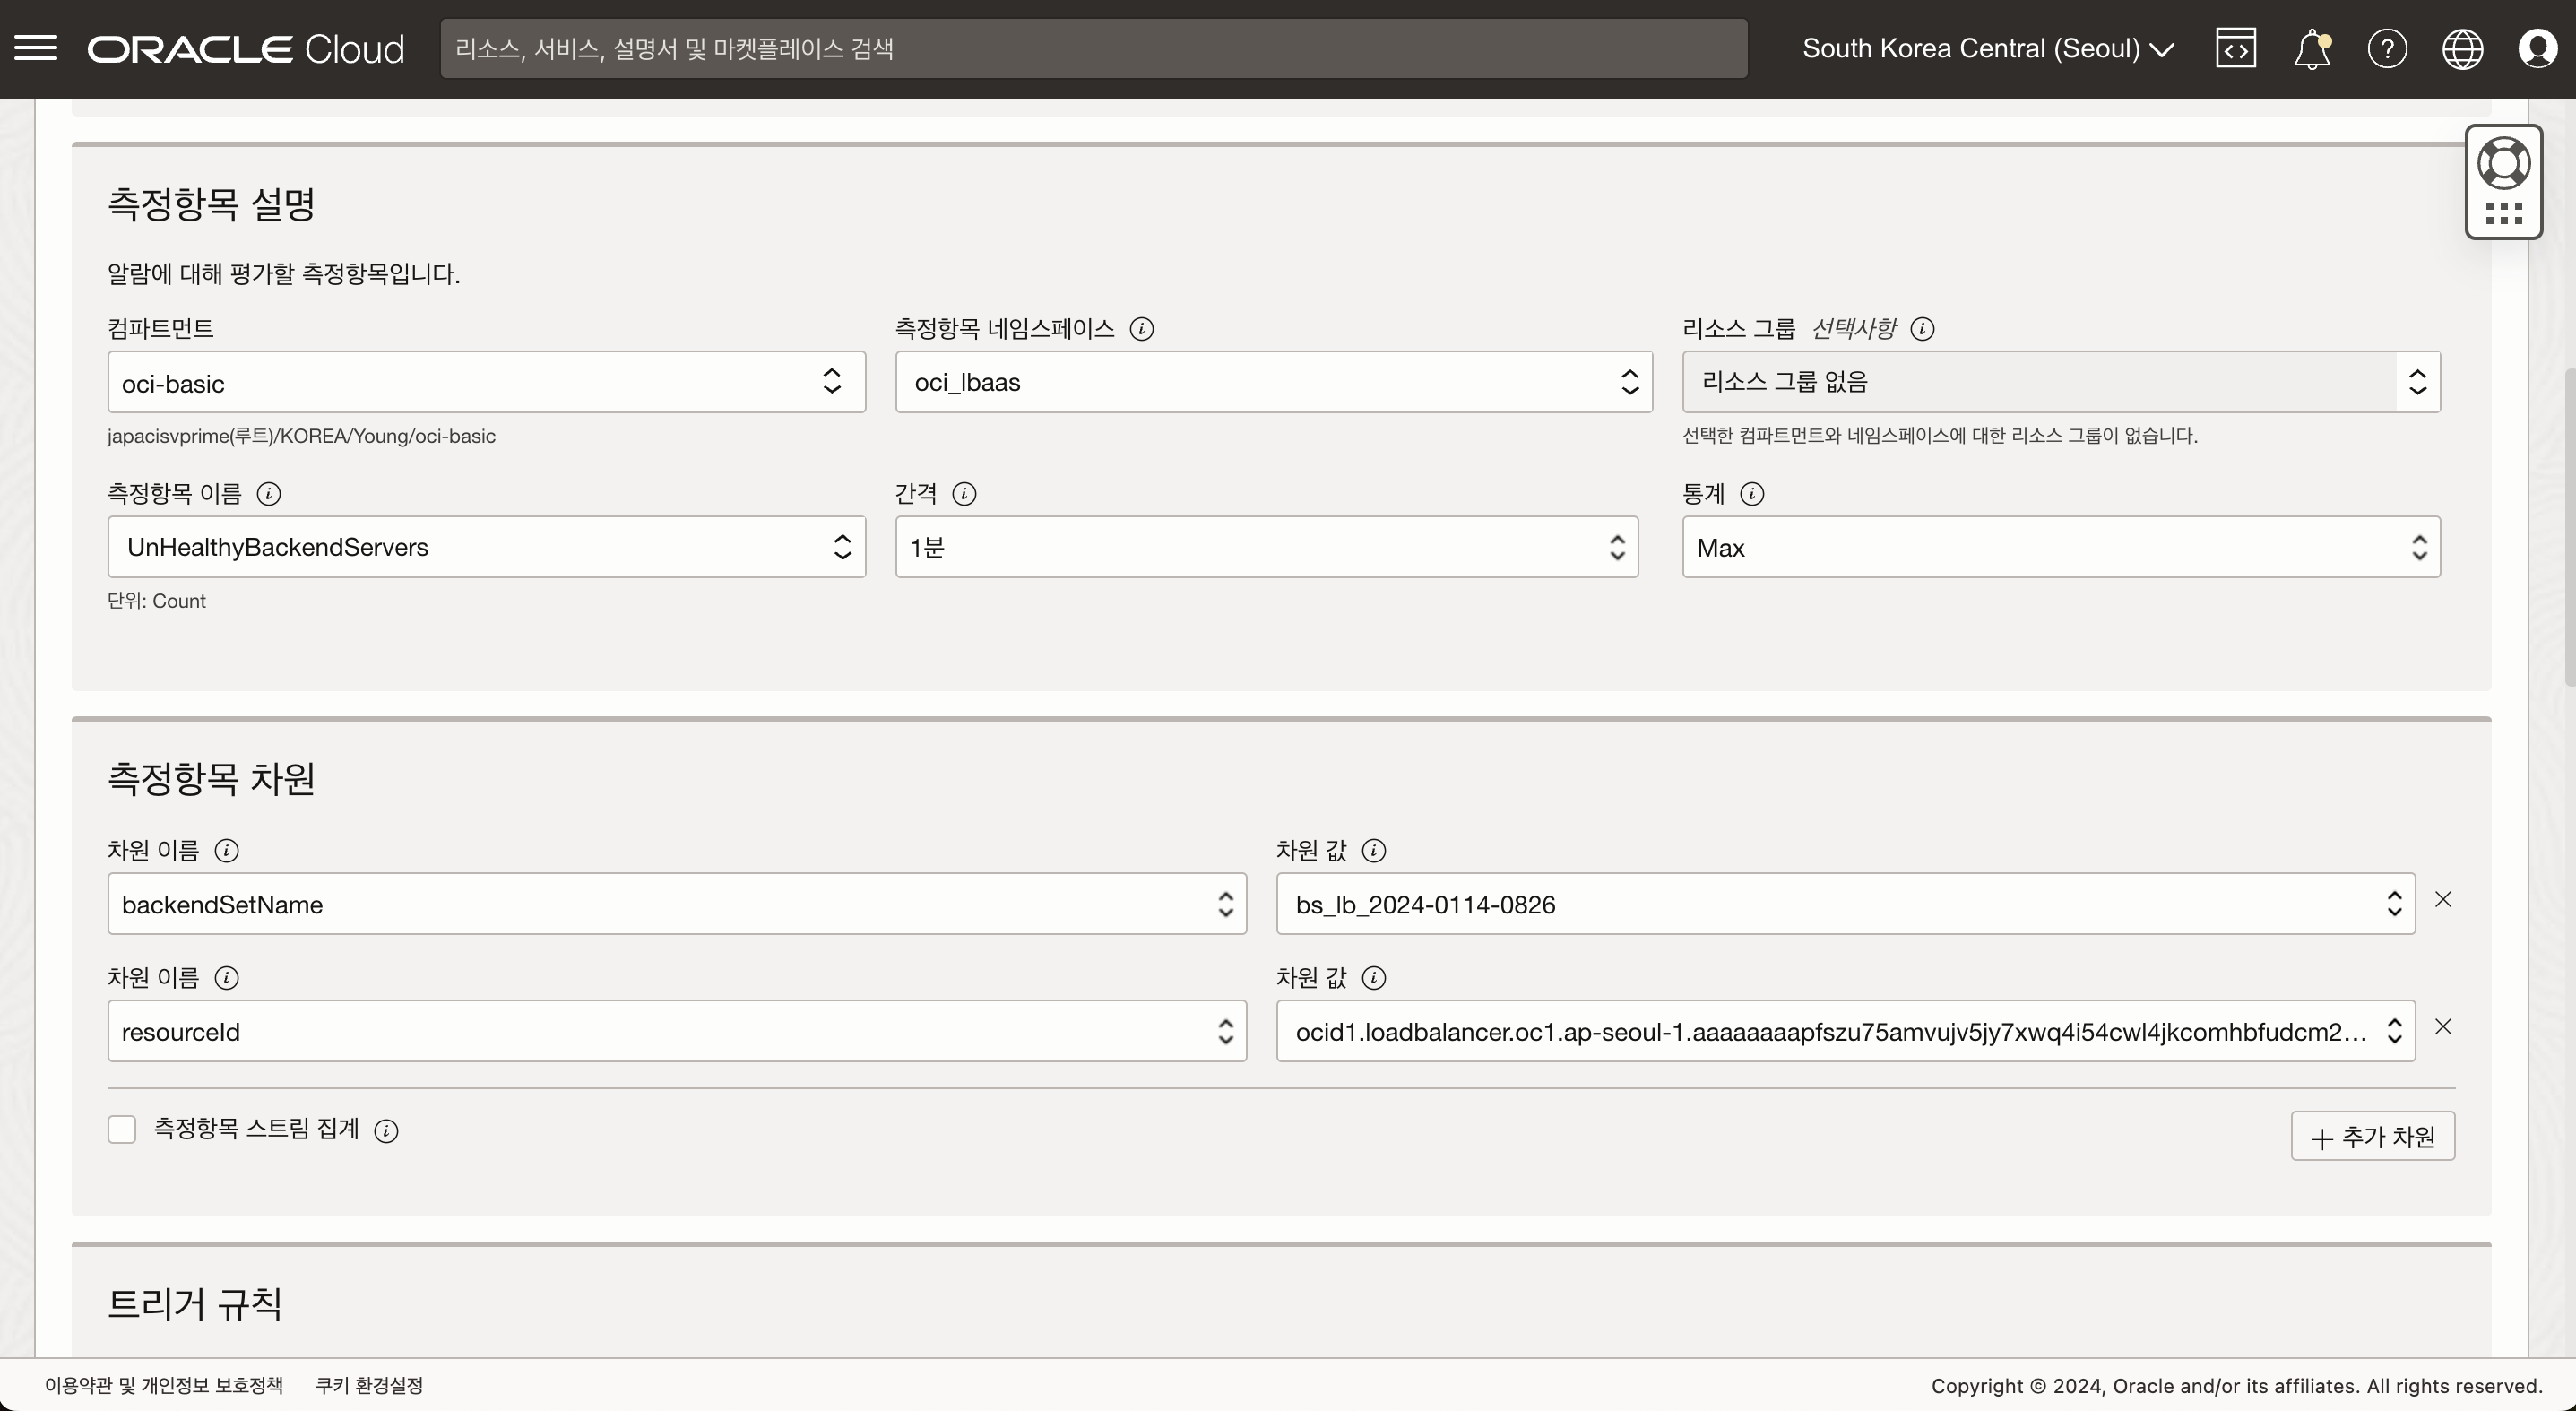 ORACLE Cloud
리소스, 서비스, 설명서 및 마켓플레이스 검색
South Korea Central (Seoul)
측정항목 설명
알람에 대해 평가할 측정항목입니다.
컴파트먼트
측정항목 네임스페이스
리소스 그룹 선택사항
oci-basic
oci_lbaas
리소스 그룹 없음
japacisvprime(루트)/KOREA/Young/oci-basic
선택한 컴파트먼트와 네임스페이스에 대한 리소스 그룹이 없습니다.
측정항목 이름
간격
통계
UnHealthyBackendServers
1분
Max
단위: Count
측정항목 차원
차원 이름
차원 값
backendSetName
bs_lb_2024-0114-0826
차원 이름
차원 값
resourceId
ocid1.loadbalancer.oc1.ap-seoul-1.aaaaaaaapfszu75amvujv5jy7xwq4i54cwl4jkcomhbfudcm2...
측정항목 스트림 집계
+ 추가 차원
트리거 규칙
이용약관 및 개인정보 보호정책
쿠키 환경설정
Copyright © 2024, Oracle and/or its affiliates. All rights reserved.